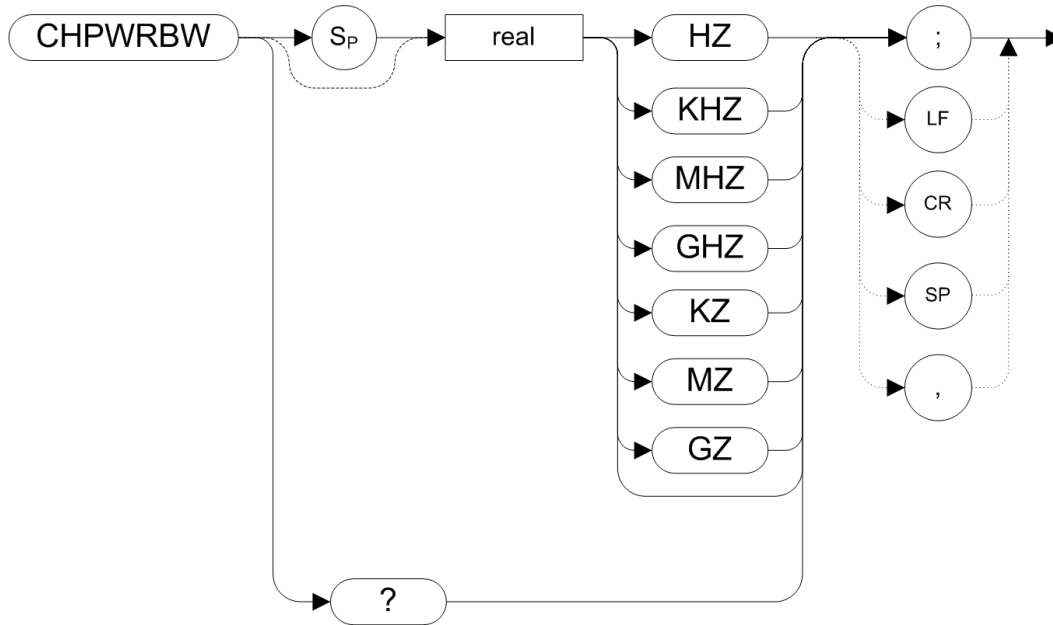 CHPWRBW SP real HZ ;
KHZ LF
MHZ CR
GHZ
KZ SP
MZ ,
GZ
?